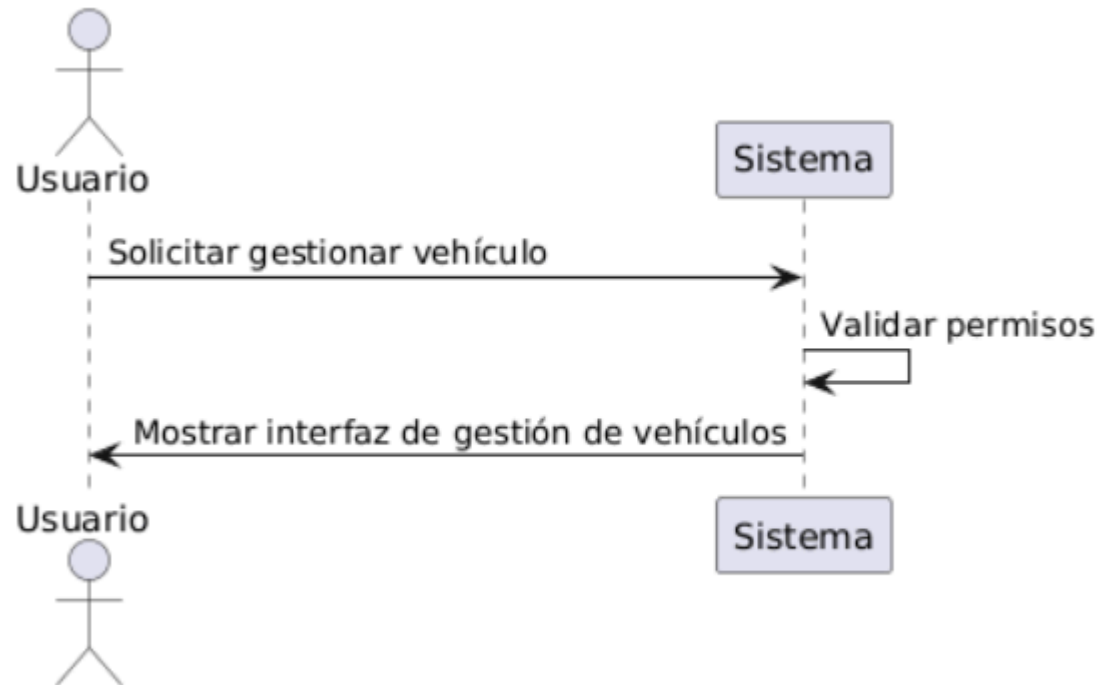 Usuario
Sistema
Solicitar gestionar vehículo
Validar permisos
Mostrar interfaz de gestión de vehículos
Usuario
Sistema